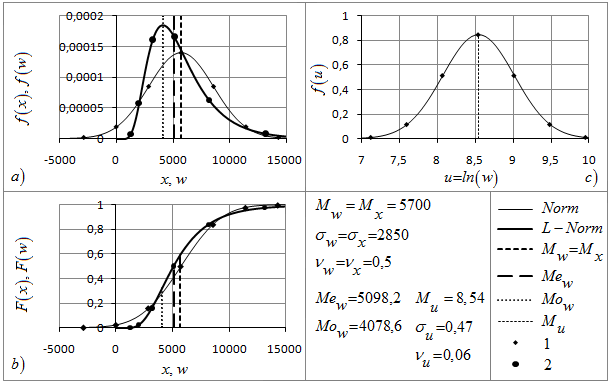 0,0002
0,00015
0,0001
0,00005
0
-5000 0 5000 10000 15000
f(x), f(w)
x, w
a)
1
0,8
0,6
0,4
0,2
0
7 7,5 8 8,5 9 9,5 10
f(u)
u=ln(w)
c)
1
0,8
0,6
0,4
0,2
0
-5000 0 5000 10000 15000
F(x), F(w)
x, w
b)
M_w = M_x = 5700
σ_w=σ_x=2850
ν_w=ν_x=0,5
Me_w=5098,2 M_u = 8,54
Mo_w=4078,6 σ_u=0,47
ν_u=0,06
Norm
L – Norm
M_w=M_x
Me_w
Mo_w
M_u
1
2